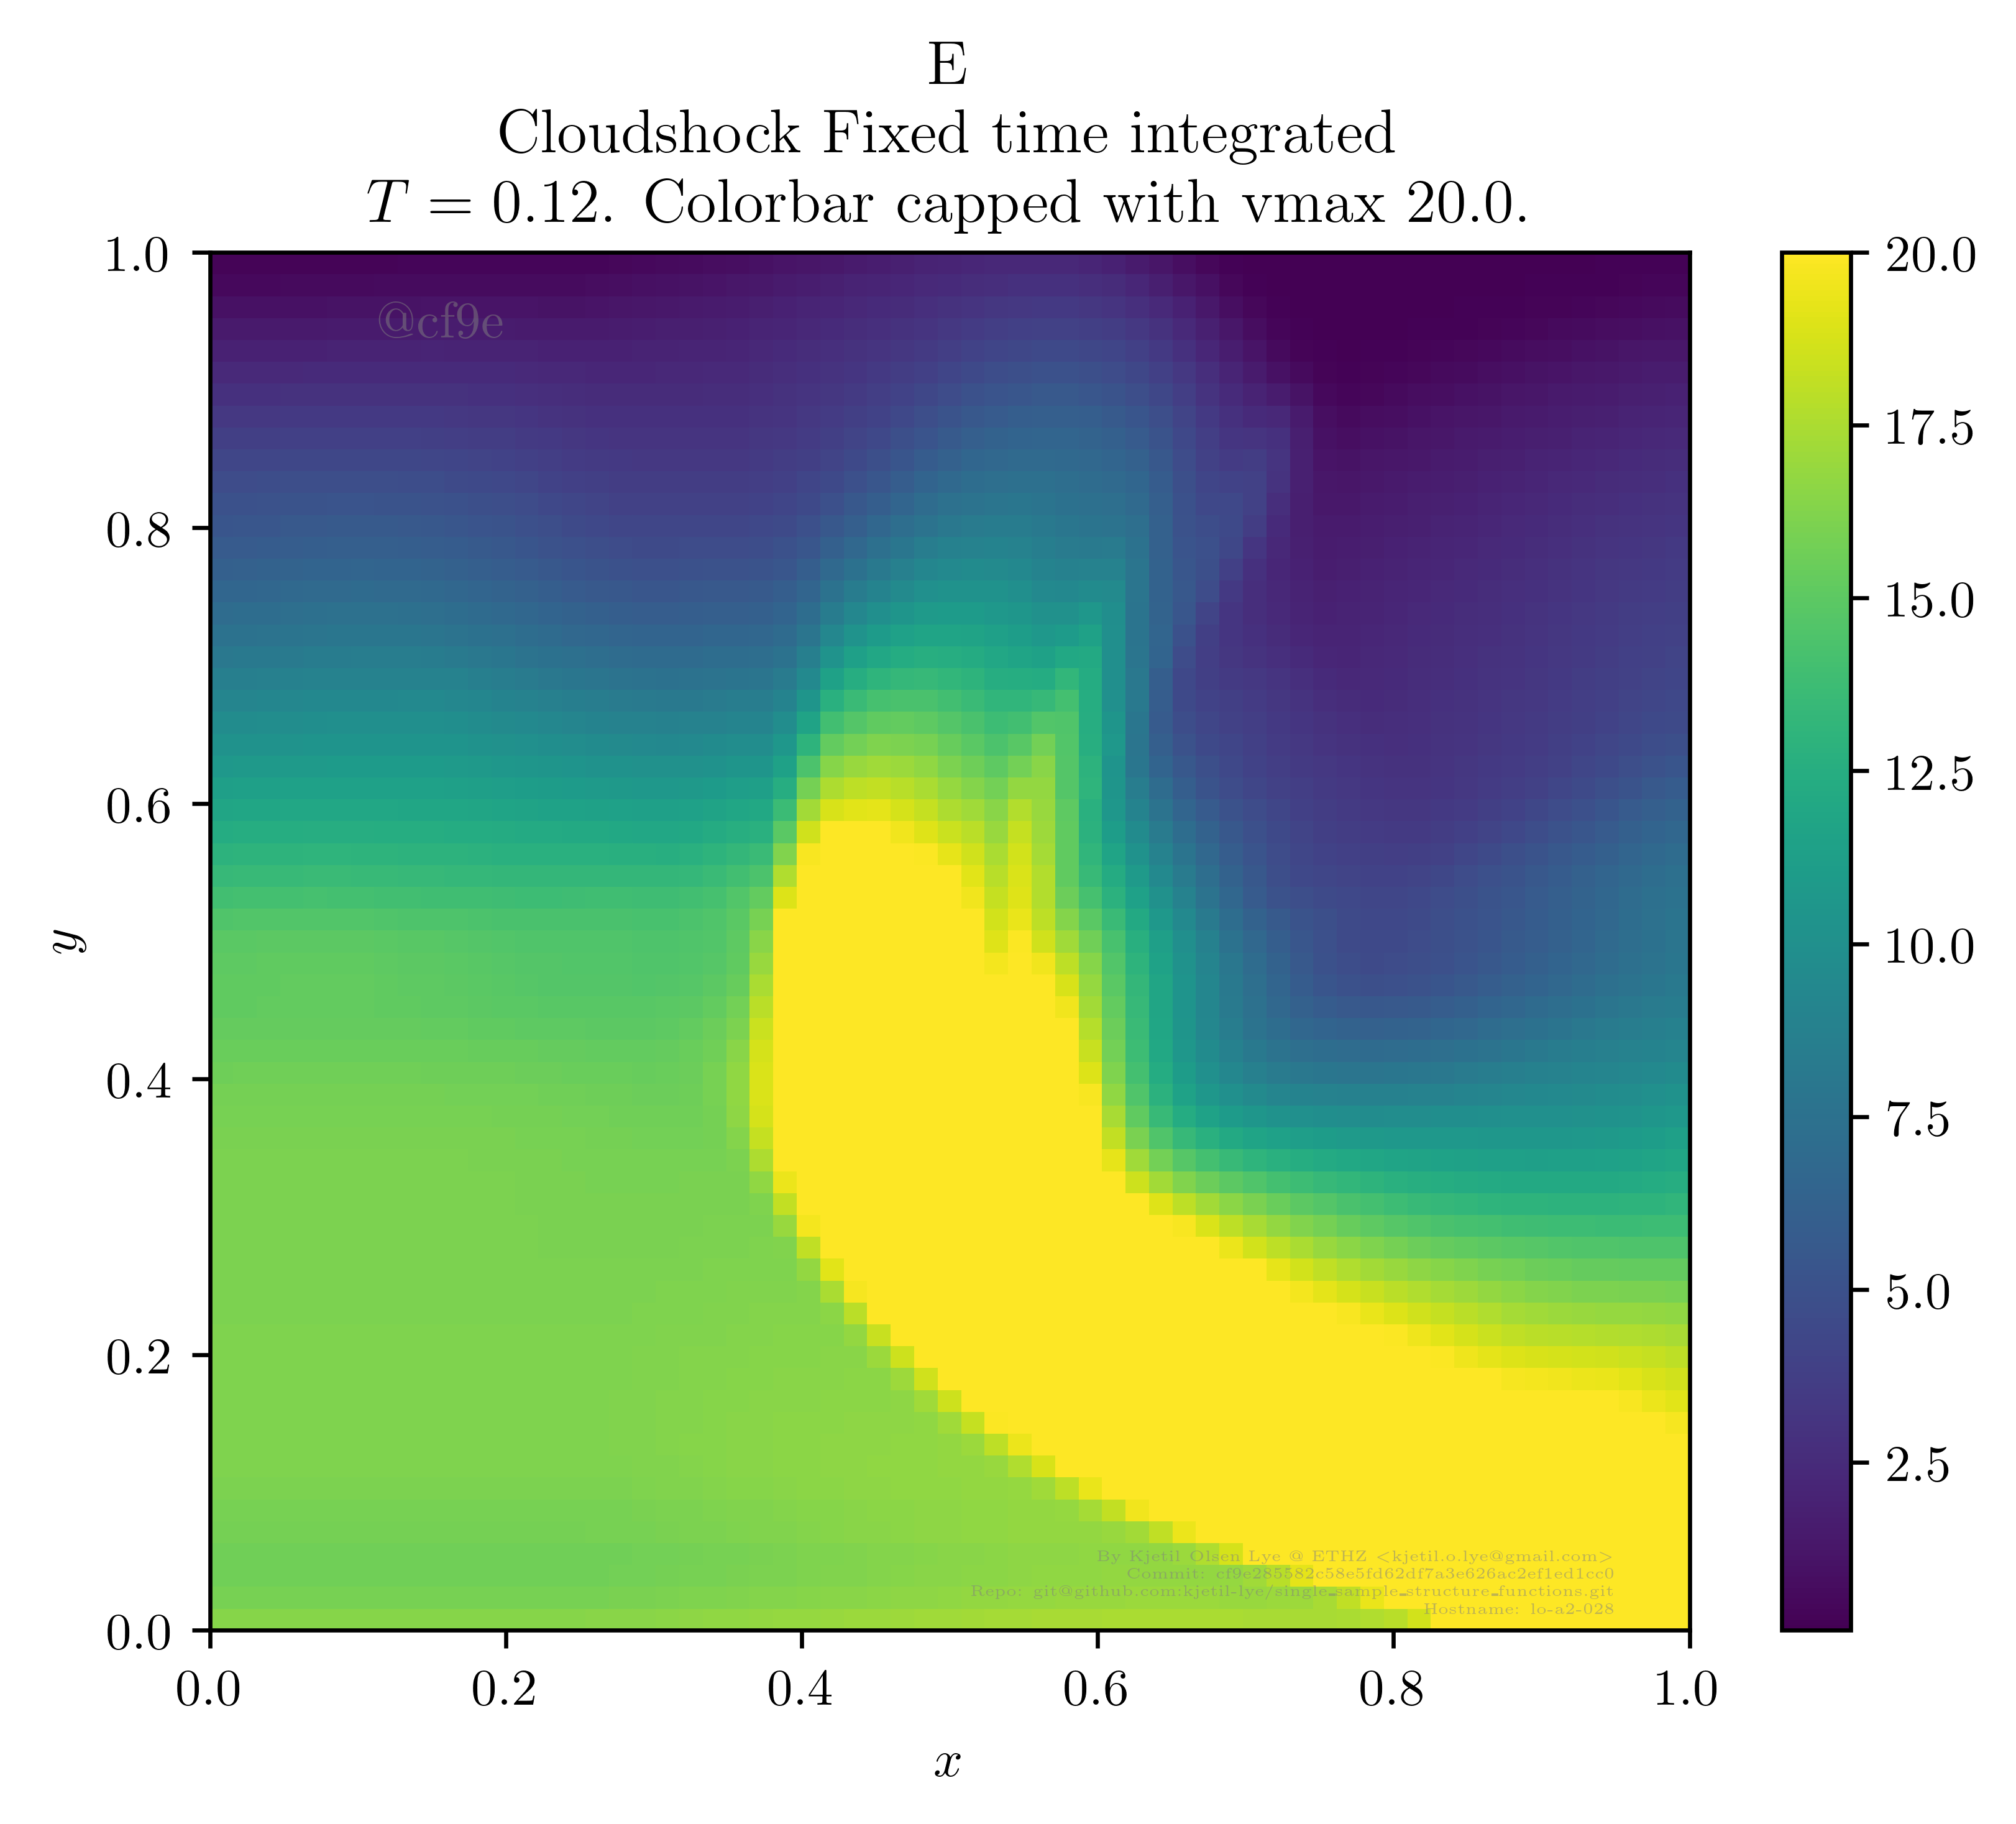 E
Cloudshock Fixed time integrated
T = 0.12. Colorbar capped with vmax 20.0.
@cf9e
1.0
0.8
0.6
0.4
0.2
0.0
y
0.0 0.2 0.4 0.6 0.8 1.0
x
20.0
17.5
15.0
12.5
10.0
7.5
5.0
2.5
By Kjetil Olsen Lye @ ETHZ <kjetil.o.lye@gmail.com>
Commit: cf9e285582c58e5fd62df7a3e626ac2ef1ed1cc0
Repo: git@github.com:kjetil-lye/single_sample_structure_functions.git
Hostname: lo-a2-028